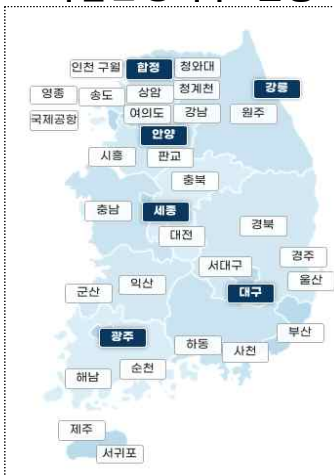 인천 구월 합정 청와대
강릉
영종 송도 상암 청계천
국제공항 여의도 강남 원주
안양
시흥 판교
충북
충남 세종
대전 경북
서대구 경주
울산
군산 익산 대구
광주 부산
하동 사천
해남 순천
제주
서귀포